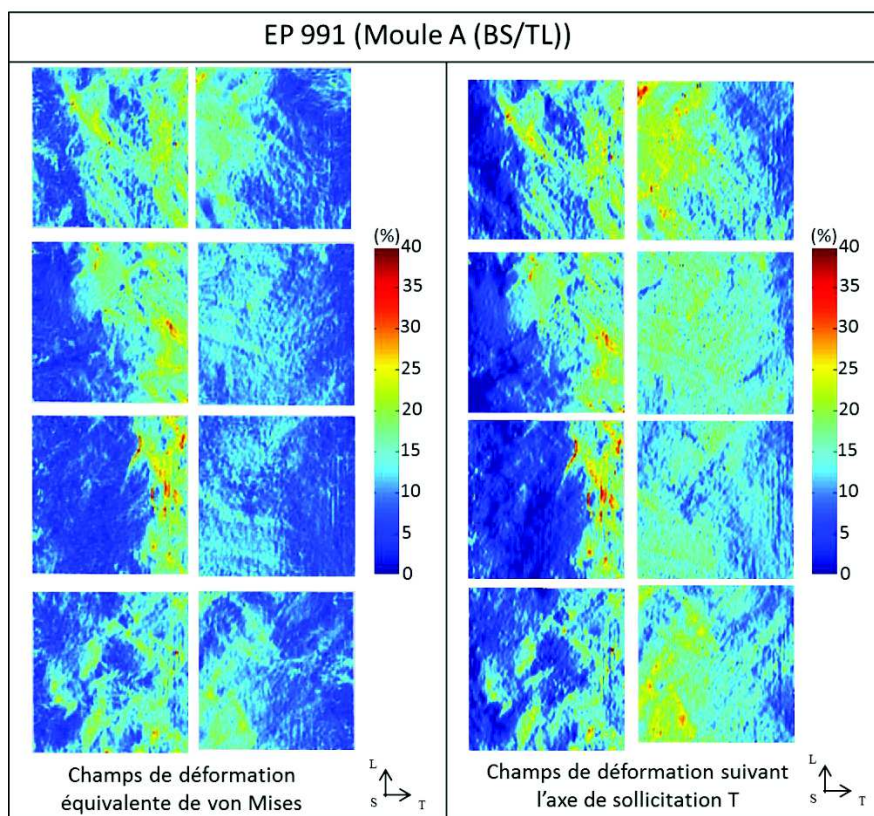 EP 991 (Moule A (BS/TL))
(%)
40
35
30
25
20
15
10
5
0
Champs de déformation
équivalente de von Mises
L
S
T
(%)
40
35
30
25
20
15
10
5
0
Champs de déformation suivant
l'axe de sollicitation T
L
S
T